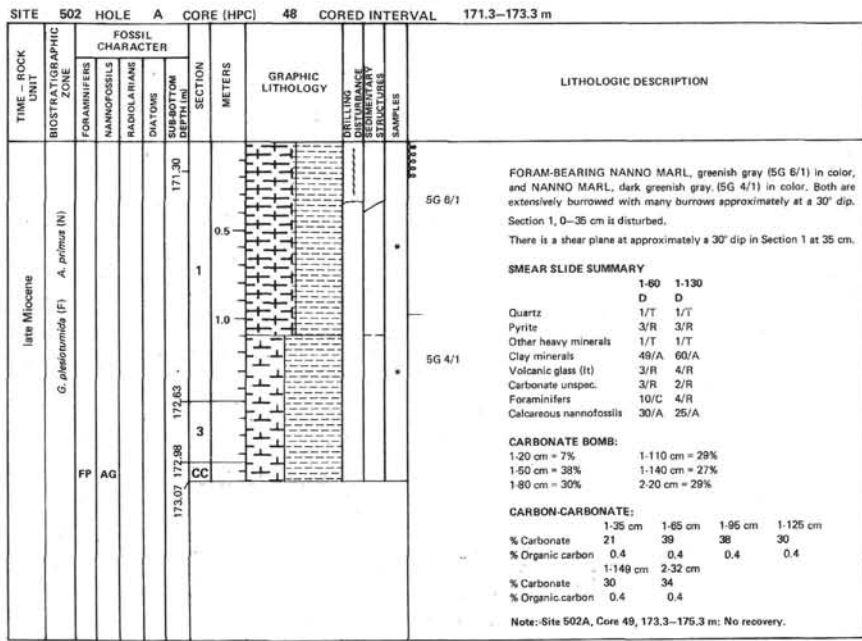 SITE 502 HOLE A CORE (HPC) 48 CORED INTERVAL 171.3–173.3 m
TIME – ROCK UNIT
BIOSTRATIGRAPHIC ZONE
FOSSIL CHARACTER
FORAMINIFERS
NANNOFOSSILS
RADIOLARIANS
DIATOMS
SUB-BOTTOM DEPTH (m)
SECTION
METERS
GRAPHIC LITHOLOGY
DRILLING DISTURBANCE
SEDIMENTARY STRUCTURES
SAMPLES
LITHOLOGIC DESCRIPTION
late Miocene
G. plesiotumida (F) A. primus (N)
FP
AG
171.30
172.63
172.98
173.07
1
3
CC
0.5
1.0
*
*
5G 6/1
5G 4/1
FORAM-BEARING NANNO MARL, greenish gray (5G 6/1) in color,
and NANNO MARL, dark greenish gray. (5G 4/1) in color. Both are
extensively burrowed with many burrows approximately at a 30° dip.
Section 1, 0–35 cm is disturbed.
There is a shear plane at approximately a 30° dip in Section 1 at 35 cm.
SMEAR SLIDE SUMMARY
1-60 1-130
D D
Quartz 1/T 1/T
Pyrite 3/R 3/R
Other heavy minerals 1/T 1/T
Clay minerals 49/A 60/A
Volcanic glass (lt) 3/R 4/R
Carbonate unspec. 3/R 2/R
Foraminifers 10/C 4/R
Calcareous nannofossils 30/A 25/A
CARBONATE BOMB:
1-20 cm = 7% 1-110 cm = 29%
1-50 cm = 38% 1-140 cm = 27%
1-80 cm = 30% 2-20 cm = 29%
CARBON-CARBONATE:
1-35 cm 1-65 cm 1-95 cm 1-125 cm
% Carbonate 21 39 38 30
% Organic carbon 0.4 0.4 0.4 0.4
1-149 cm 2-32 cm
% Carbonate 30 34
% Organic carbon 0.4 0.4
Note: Site 502A, Core 49, 173.3–175.3 m: No recovery.